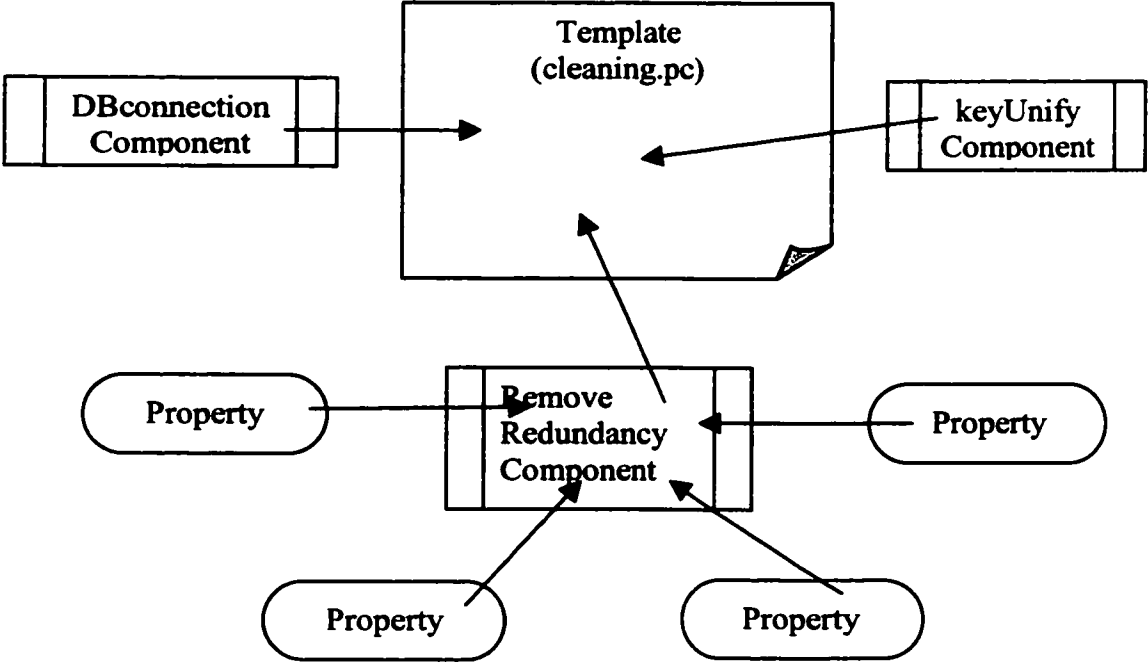 Template
(cleaning.pc)
DBconnection
Component
keyUnify
Component
Property
Remove
Redundancy
Component
Property
Property
Property